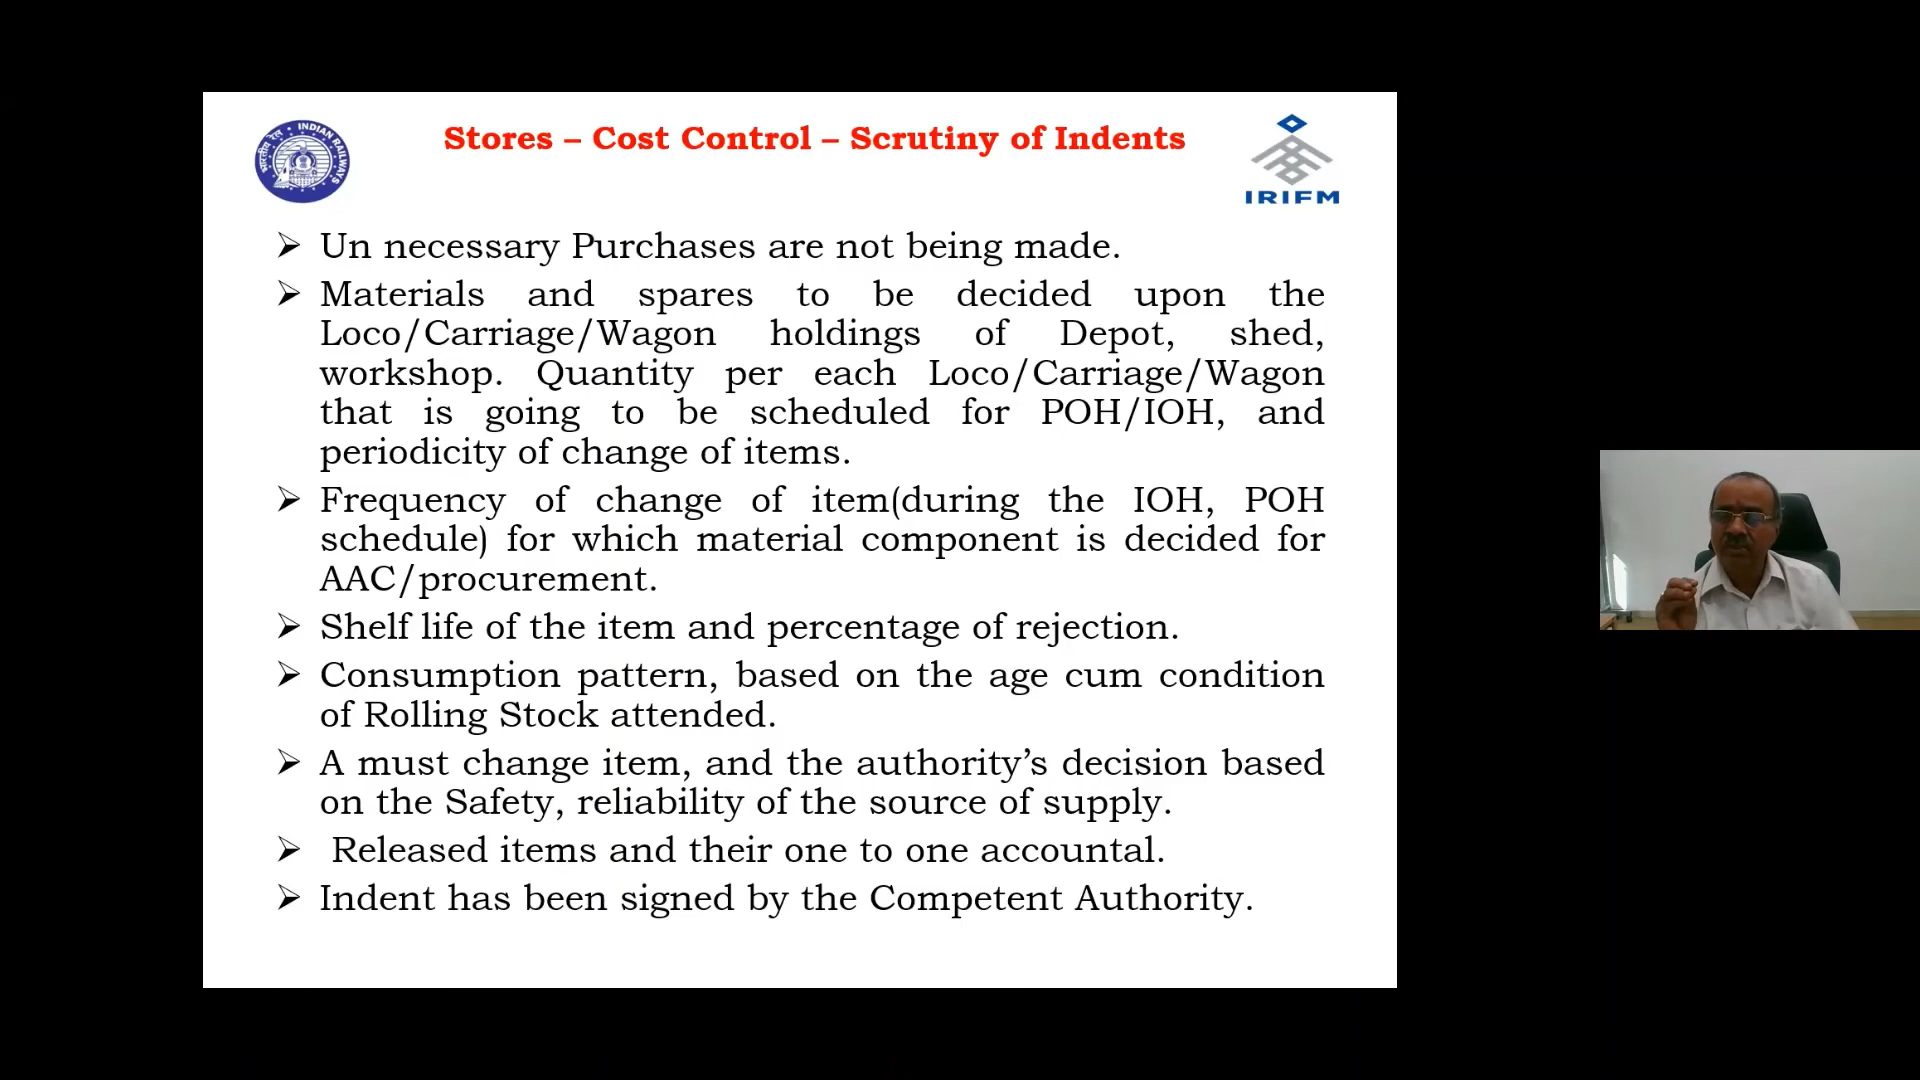 Stores – Cost Control – Scrutiny of Indents
भारतीय रेल • INDIAN RAILWAYS
IRIFM
➢ Un necessary Purchases are not being made.
➢ Materials and spares to be decided upon the
Loco/Carriage/Wagon holdings of Depot, shed,
workshop. Quantity per each Loco/Carriage/Wagon
that is going to be scheduled for POH/IOH, and
periodicity of change of items.
➢ Frequency of change of item(during the IOH, POH
schedule) for which material component is decided for
AAC/procurement.
➢ Shelf life of the item and percentage of rejection.
➢ Consumption pattern, based on the age cum condition
of Rolling Stock attended.
➢ A must change item, and the authority’s decision based
on the Safety, reliability of the source of supply.
➢ Released items and their one to one accountal.
➢ Indent has been signed by the Competent Authority.